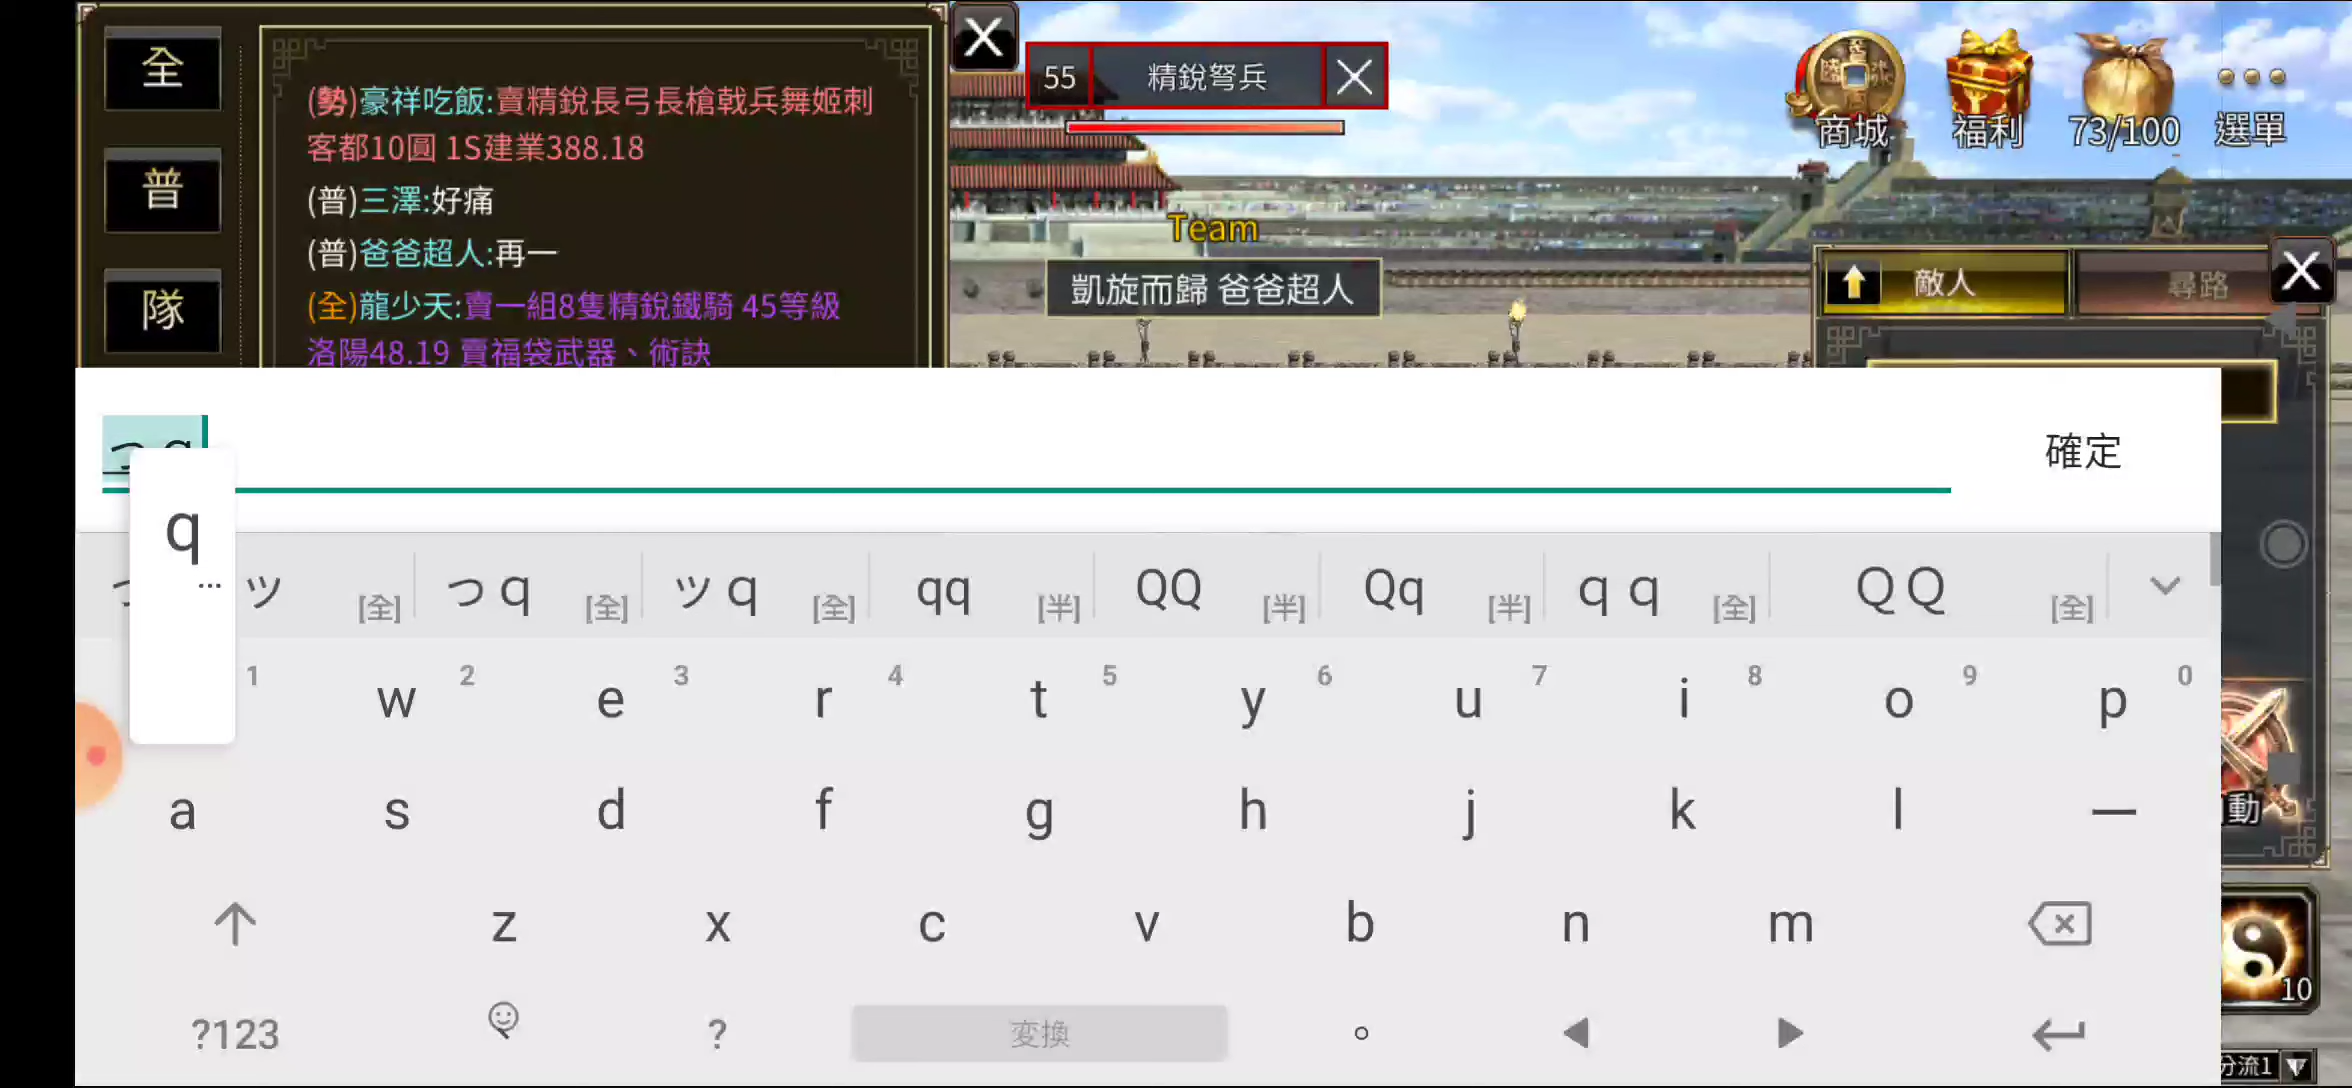 全
普
隊
(勢)豪祥吃飯:賣精銳長弓長槍戟兵舞姬刺
客都10圓 1S建業388.18
(普)三澤:好痛
(普)爸爸超人:再一
(全)龍少天:賣一組8隻精銳鐵騎 45等級
洛陽48.19 賣福袋武器、術訣
55 精銳弩兵
Team
凱旋而歸 爸爸超人
商城 福利 73/100 選單
敵人 尋路
確定
q
…
ッ [全] っq [全] ッq [全] qq [半] QQ [半] Qq [半] q q [全] Q Q [全]
1 w 2 e 3 r 4 t 5 y 6 u 7 i 8 o 9 p 0
a s d f g h j k l ー
z x c v b n m
?123 ? 変換 。
動
10
分流1